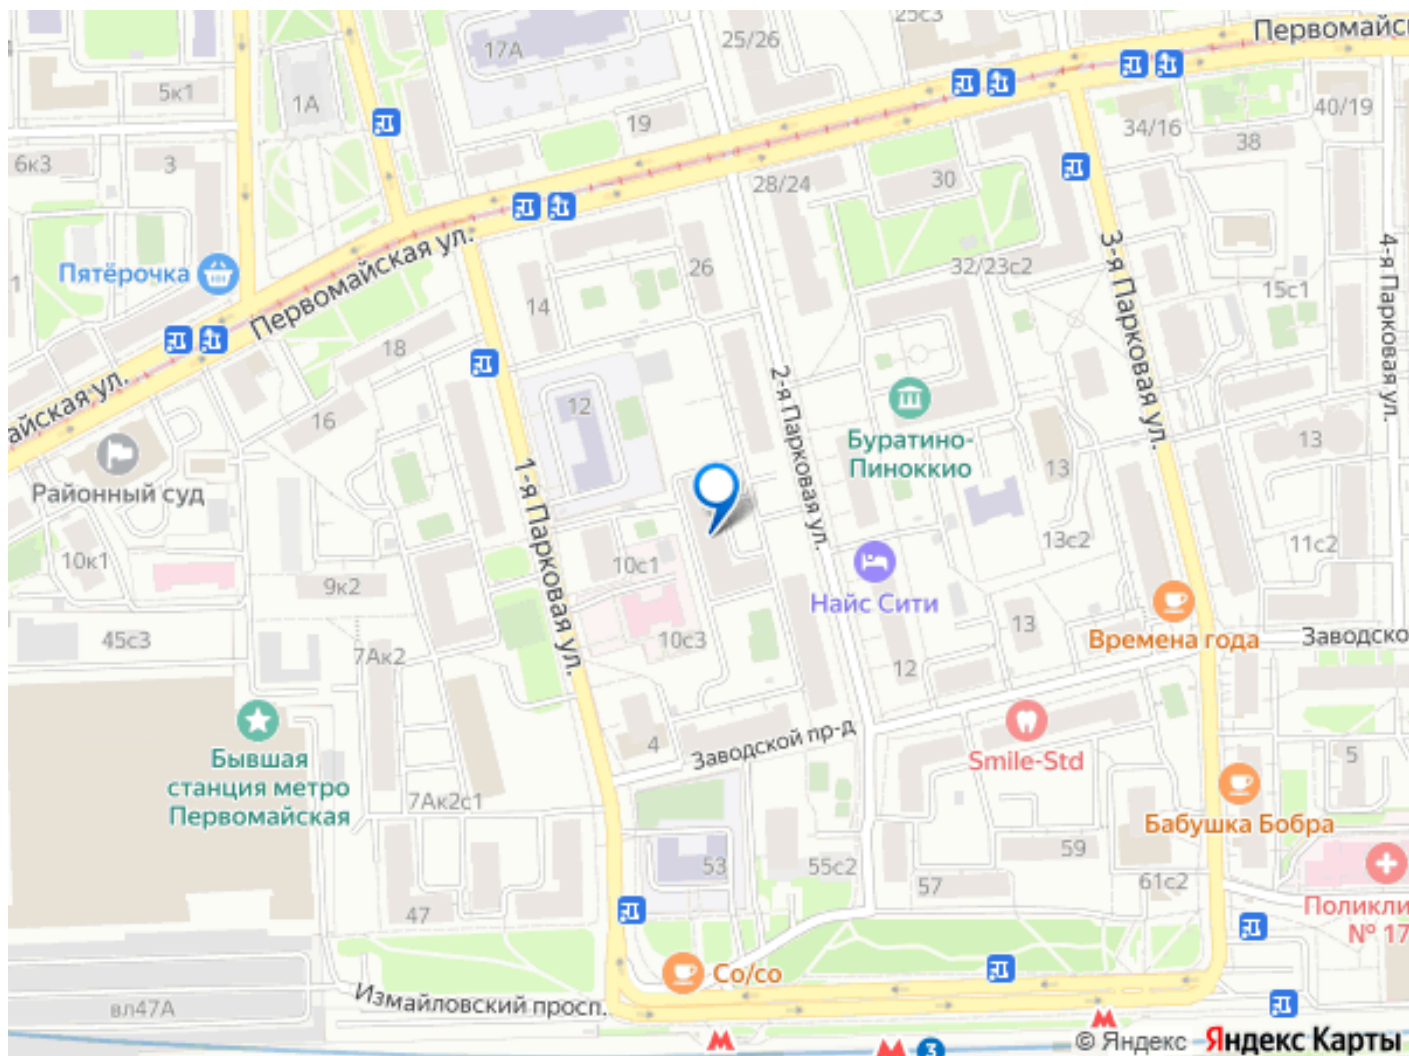 25с3
Первомайс
17А
25/26
5к1
1А
19
40/19
34/16
38
6к3
3
28/24
30
Первомайская ул.
3-я Парковая ул.
4-я Парковая ул.
Пятёрочка
26
32/23с2
1
14
15с1
18
айская ул.
2-я Парковая ул.
12
16
Буратино-
Пиноккио
13
13
Районный суд
1-я Парковая ул.
10к1
10с1
13с2
11с2
9к2
Найс Сити
45с3
10с3
13
Времена года
Заводско
7Ак2
12
4
Заводской пр-д
Smile-Std
5
Бывшая
станция метро
Первомайская
7Ак2с1
Бабушка Бобра
53
55с2
59
57
61с2
47
Поликли
№ 17
Co/co
Измайловский просп.
вл47А
3
© Яндекс Яндекс Карты